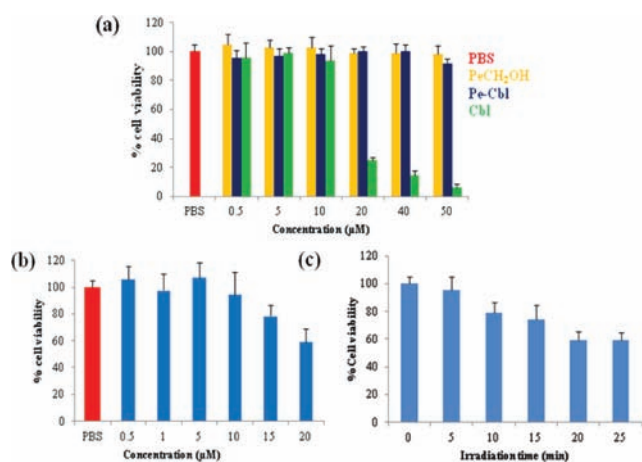 (a)
% cell viability
120
100
80
60
40
20
0
PBS 0.5 5 10 20 40 50
Concentration (µM)
PBS
PeCH₂OH
Pe-Cbl
Cbl
(b)
% cell viability
120
100
80
60
40
20
0
PBS 0.5 1 5 10 15 20
Concentration (µM)
(c)
% Cell viability
120
100
80
60
40
20
0
0 5 10 15 20 25
Irradiation time (min)